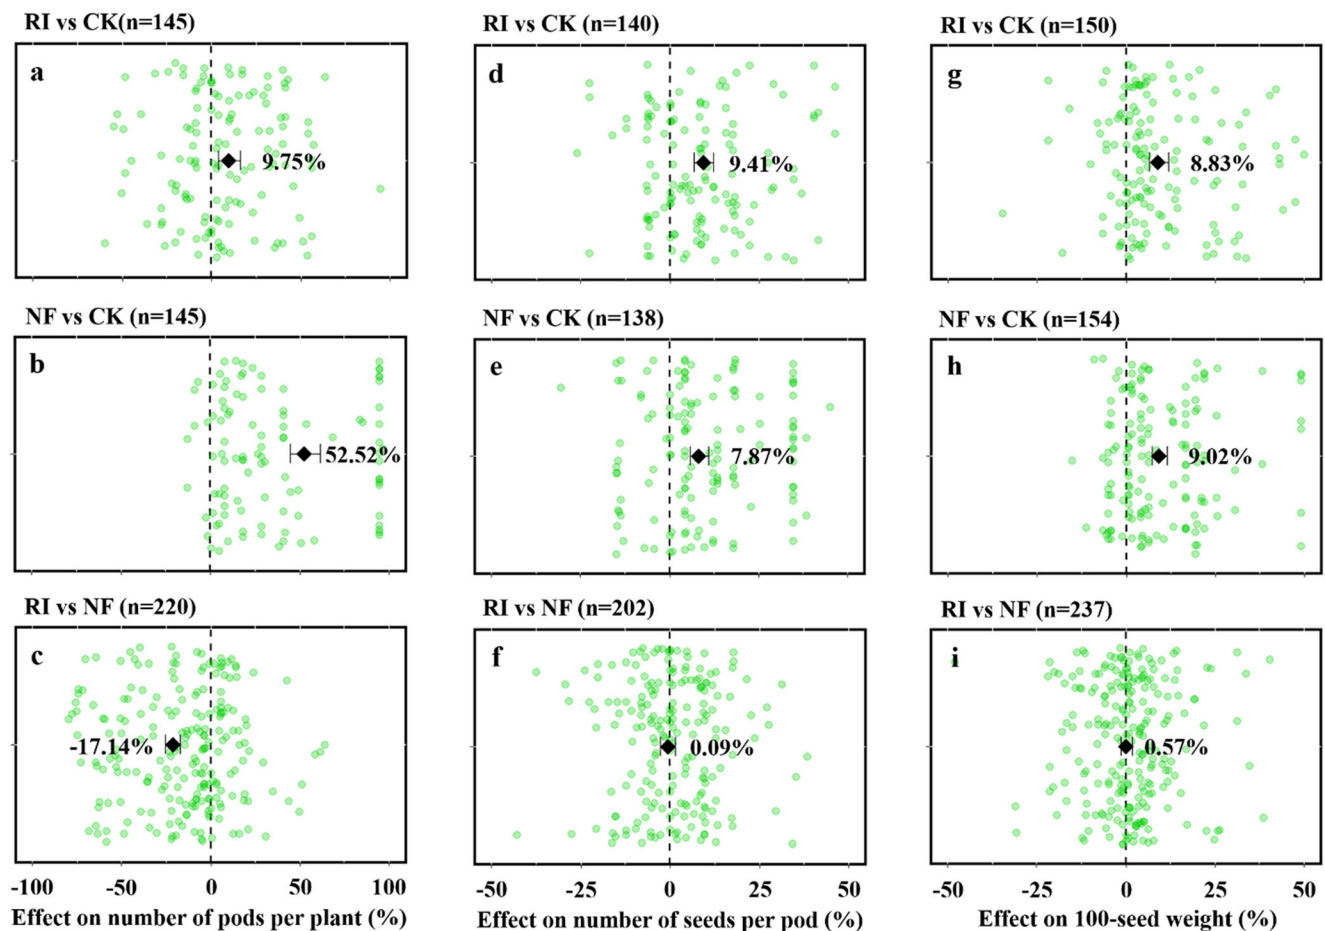 RI vs CK(n=145)
a
9.75%
RI vs CK (n=140)
d
9.41%
RI vs CK (n=150)
g
8.83%
NF vs CK (n=145)
b
52.52%
NF vs CK (n=138)
e
7.87%
NF vs CK (n=154)
h
9.02%
RI vs NF (n=220)
c
-17.14%
RI vs NF (n=202)
f
0.09%
RI vs NF (n=237)
i
0.57%
-100 -50 0 50 100
Effect on number of pods per plant (%)
-50 -25 0 25 50
Effect on number of seeds per pod (%)
-50 -25 0 25 50
Effect on 100-seed weight (%)